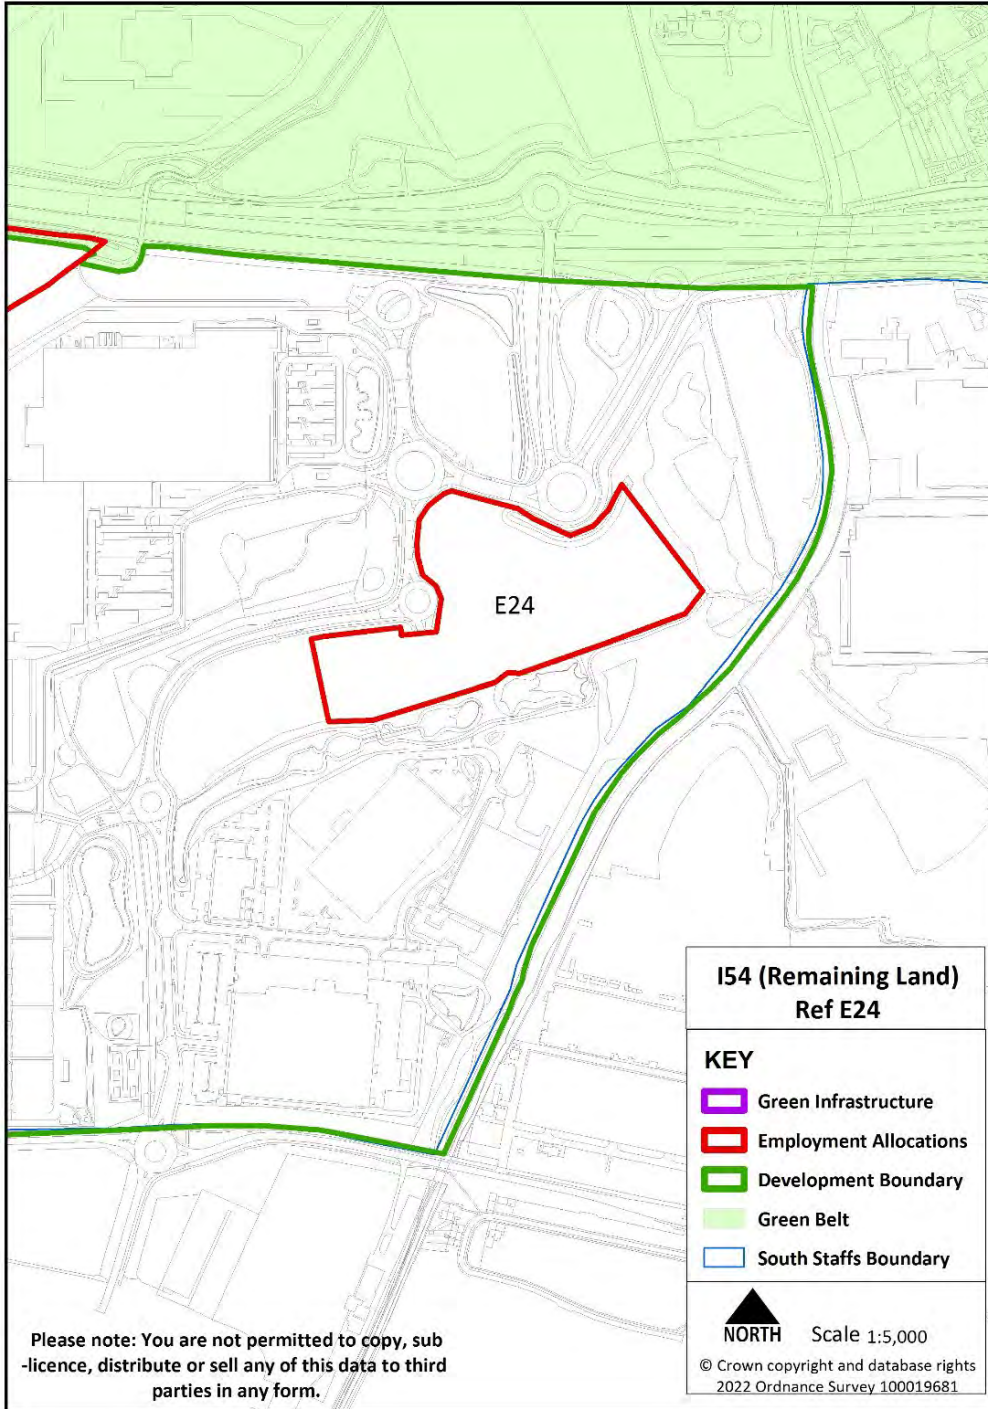 E24
I54 (Remaining Land)
Ref E24
KEY
Green Infrastructure
Employment Allocations
Development Boundary
Green Belt
South Staffs Boundary
NORTH Scale 1:5,000
© Crown copyright and database rights
2022 Ordnance Survey 100019681
Please note: You are not permitted to copy, sub
-licence, distribute or sell any of this data to third
parties in any form.